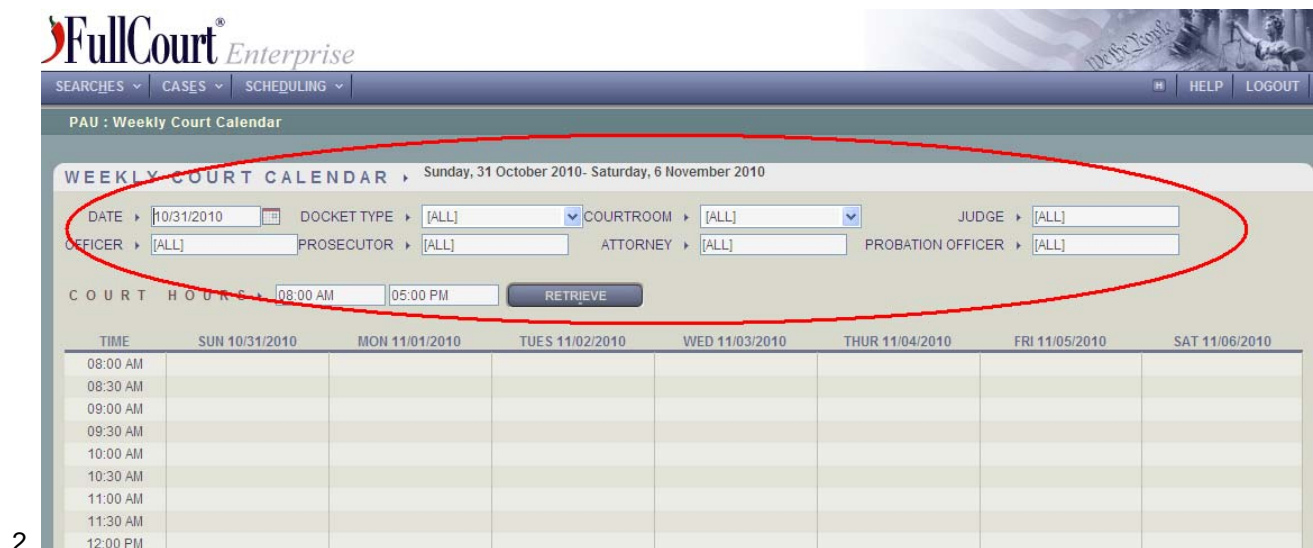 FullCourt® Enterprise
We the People
SEARCHES CASES SCHEDULING H HELP LOGOUT
PAU : Weekly Court Calendar
WEEKLY COURT CALENDAR Sunday, 31 October 2010- Saturday, 6 November 2010
DATE 10/31/2010 DOCKET TYPE [ALL] COURTROOM [ALL] JUDGE [ALL]
OFFICER [ALL] PROSECUTOR [ALL] ATTORNEY [ALL] PROBATION OFFICER [ALL]
COURT HOURS 08:00 AM 05:00 PM RETRIEVE
TIME SUN 10/31/2010 MON 11/01/2010 TUES 11/02/2010 WED 11/03/2010 THUR 11/04/2010 FRI 11/05/2010 SAT 11/06/2010
08:00 AM
08:30 AM
09:00 AM
09:30 AM
10:00 AM
10:30 AM
11:00 AM
11:30 AM
12:00 PM
2